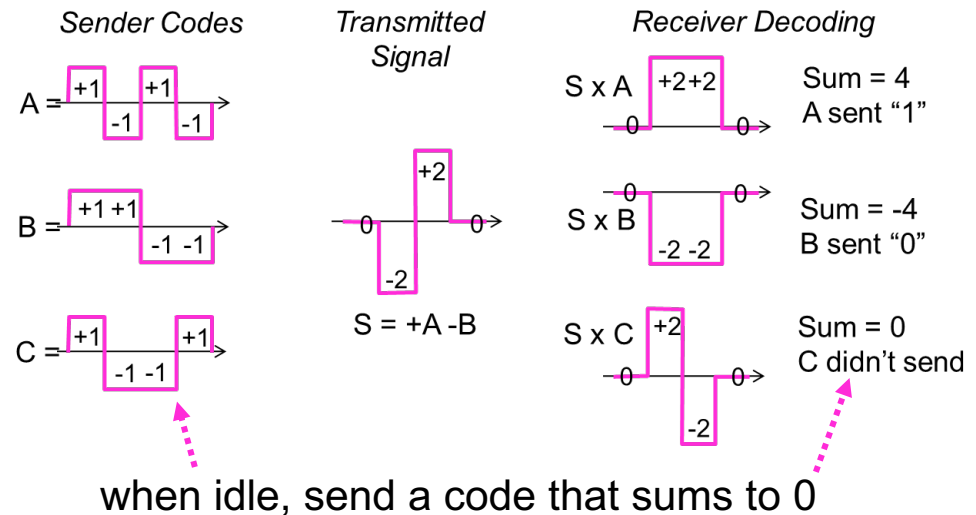 Sender Codes
Transmitted
Signal
Receiver Decoding
A =
+1
-1
+1
-1
B =
+1 +1
-1 -1
C =
+1
-1 -1
+1
0
-2
+2
0
S = +A -B
S x A
0
+2+2
0
Sum = 4
A sent “1”
S x B
0
-2 -2
0
Sum = -4
B sent “0”
S x C
0
+2
-2
0
Sum = 0
C didn’t send
when idle, send a code that sums to 0